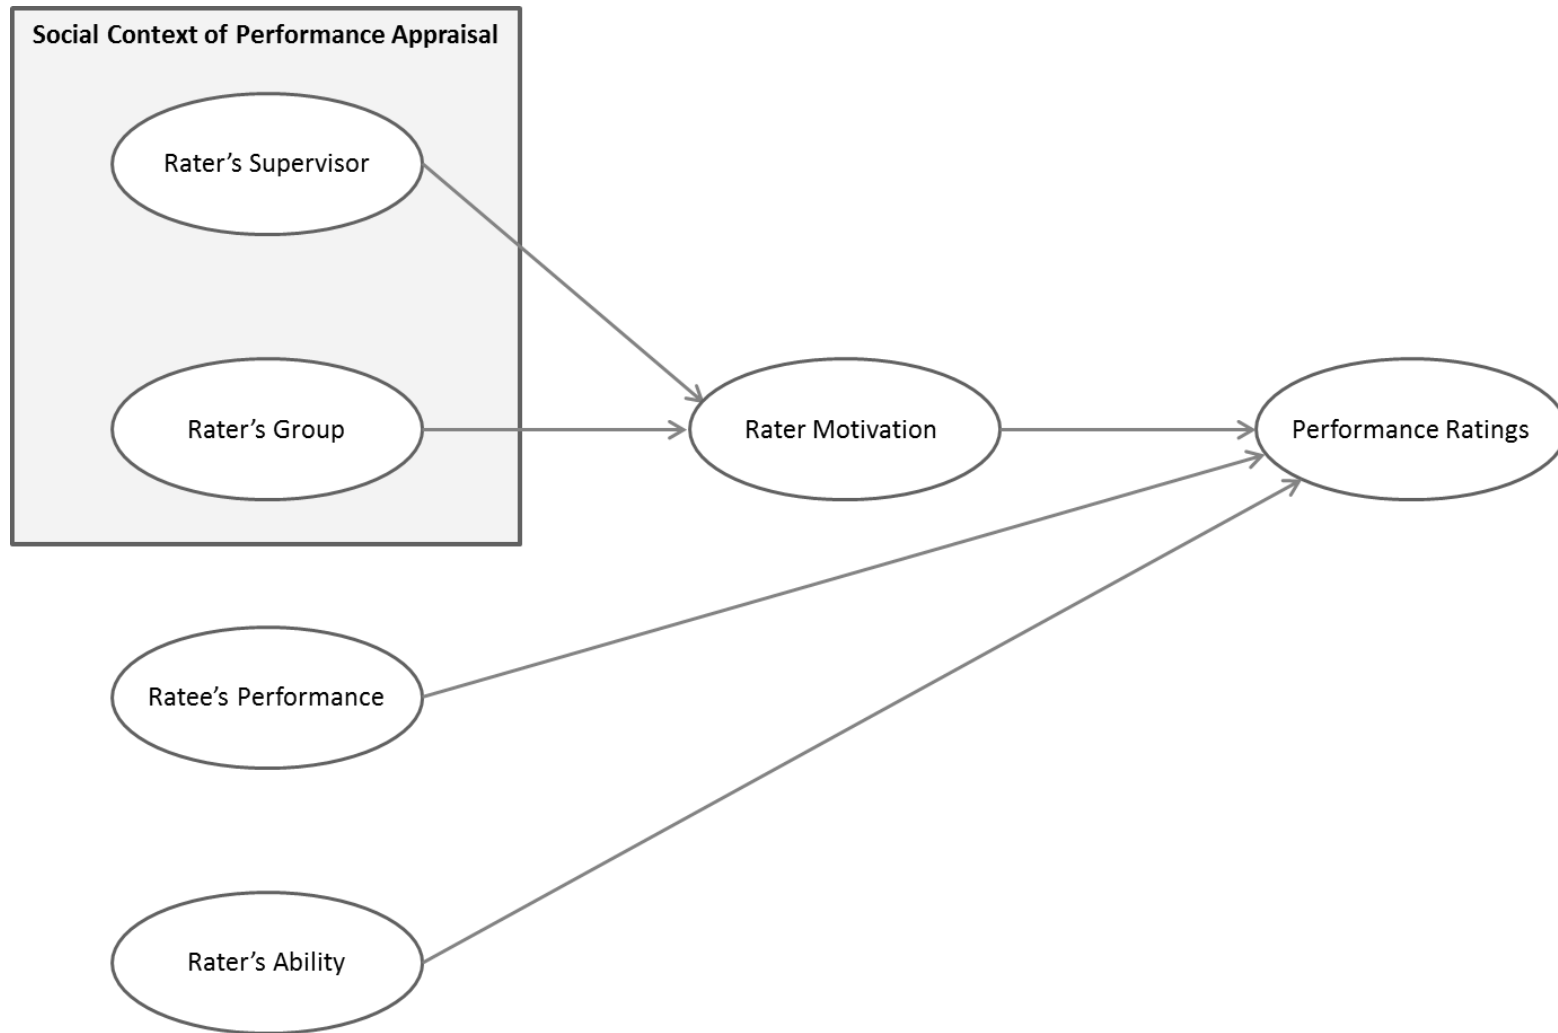 Social Context of Performance Appraisal
Rater’s Supervisor
Rater’s Group
Rater Motivation
Performance Ratings
Ratee’s Performance
Rater’s Ability